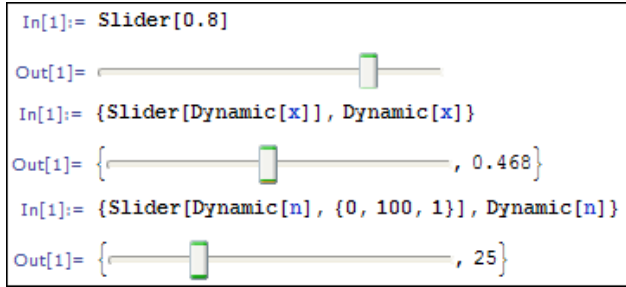 In[1]:= Slider[0.8]
Out[1]=
In[1]:= {Slider[Dynamic[x]], Dynamic[x]}
Out[1]= { , 0.468}
In[1]:= {Slider[Dynamic[n], {0, 100, 1}], Dynamic[n]}
Out[1]= { , 25}